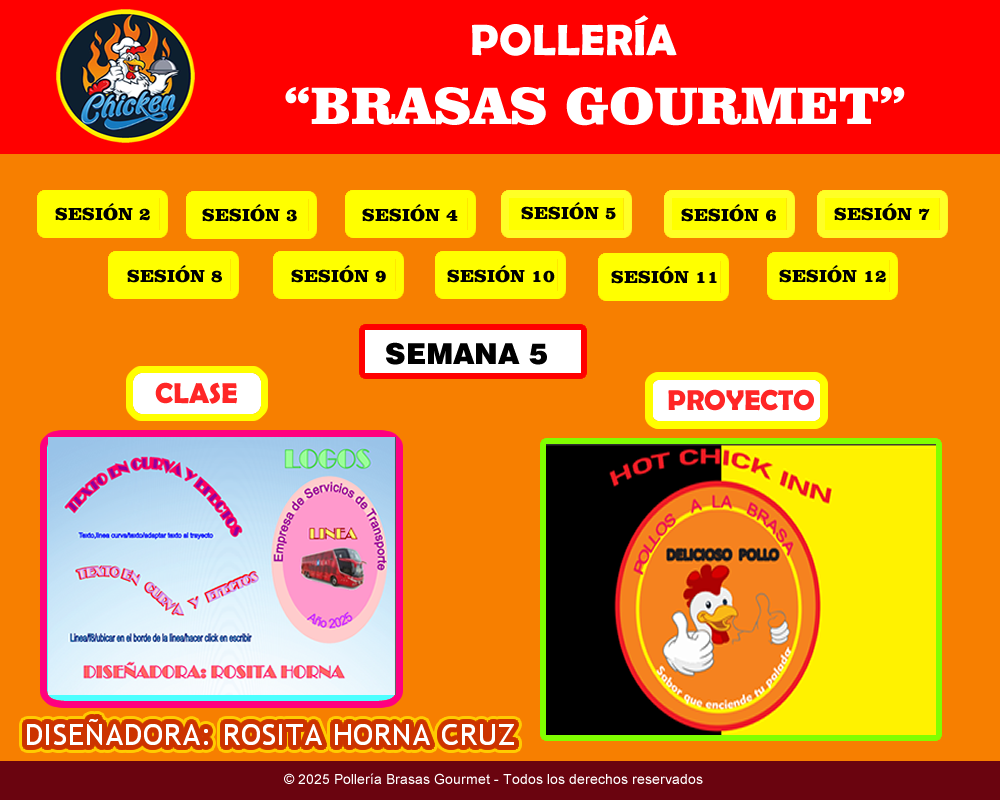 Chicken
POLLERÍA
“BRASAS GOURMET”
SESIÓN 2
SESIÓN 3
SESIÓN 4
SESIÓN 5
SESIÓN 6
SESIÓN 7
SESIÓN 8
SESIÓN 9
SESIÓN 10
SESIÓN 11
SESIÓN 12
SEMANA 5
CLASE
PROYECTO
TEXTO EN CURVA Y EFECTOS
Texto,linea curva/texto/adaptar texto al trayecto
TEXTO EN CURVA Y EFECTOS
Linea/f8/ubicar en el borde de la linea/hacer click en escribir
LOGOS
Empresa de Servicios de Transporte
LINEA
Año 2025
DISEÑADORA: ROSITA HORNA
HOT CHICK INN
POLLOS A LA BRASA
DELICIOSO POLLO
Sabor que enciende tu paladar
DISEÑADORA: ROSITA HORNA CRUZ
© 2025 Pollería Brasas Gourmet - Todos los derechos reservados